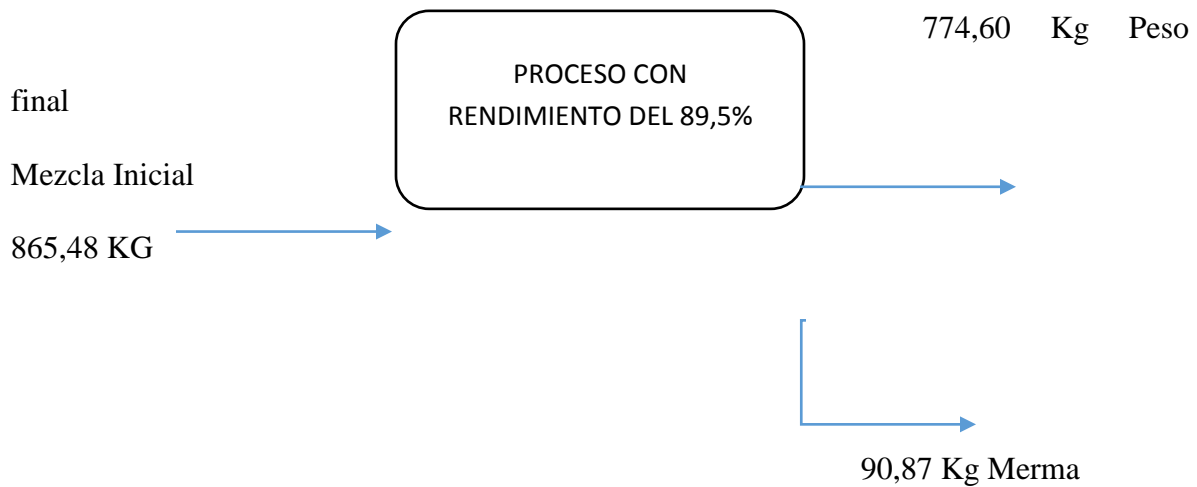 774,60 Kg Peso
final
PROCESO CON
RENDIMIENTO DEL 89,5%
Mezcla Inicial
865,48 KG
90,87 Kg Merma